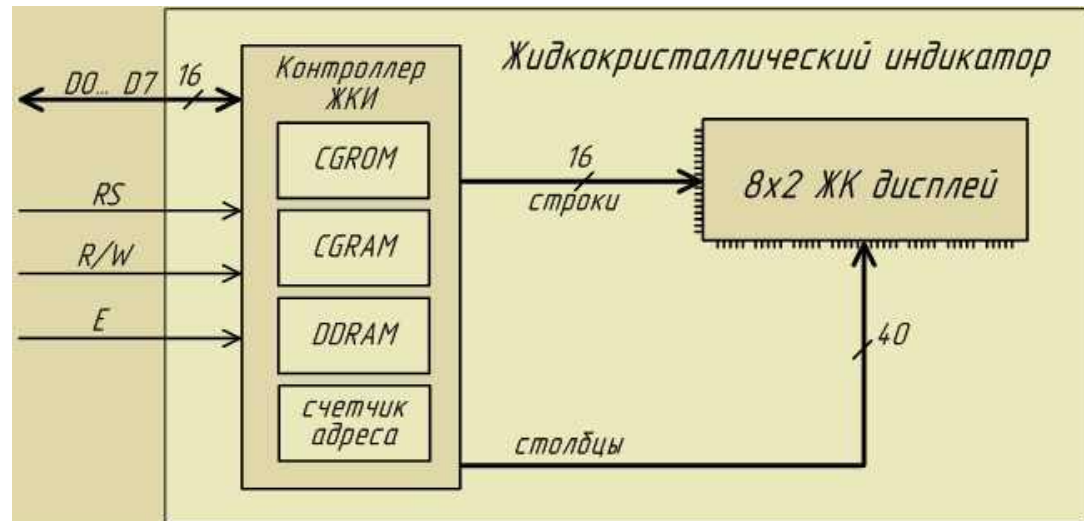 Жидкокристаллический индикатор
D0... D7
16
RS
R/W
E
Контроллер
ЖКИ
CGROM
CGRAM
DDRAM
счетчик
адреса
16
строки
8x2 ЖК дисплей
40
столбцы